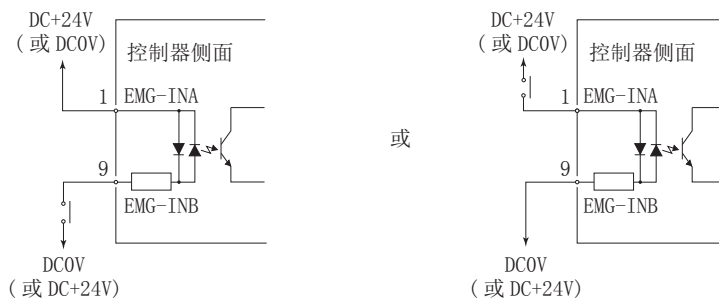 DC+24V
（或 DC0V）
控制器侧面
1
EMG-INA
9
EMG-INB
DC0V
（或 DC+24V）
或
DC+24V
（或 DC0V）
控制器侧面
1
EMG-INA
9
EMG-INB
DC0V
（或 DC+24V）